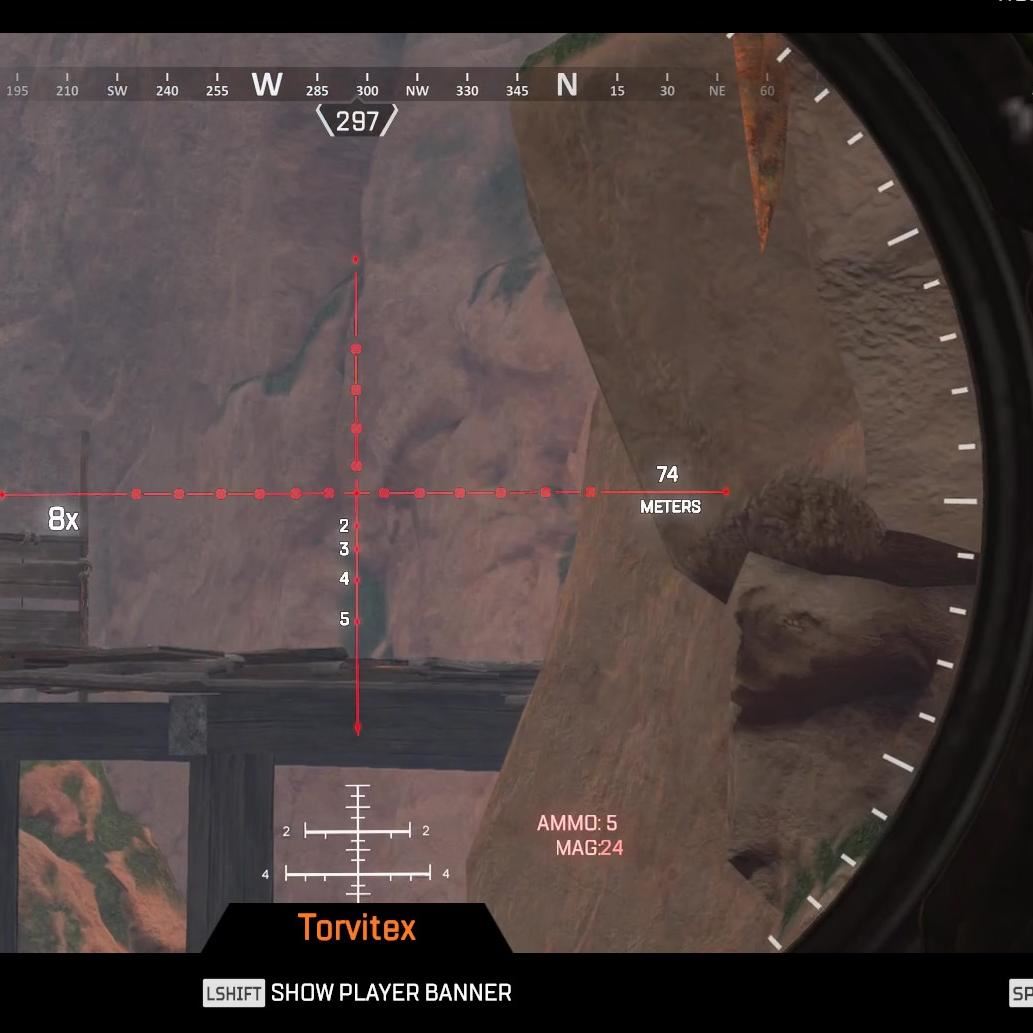 195 210 SW 240 255 W 285 300 NW 330 345 N 15 30 NE 60
297
74
METERS
8x
2
3
4
5
2 2
AMMO: 5
MAG:24
4 4
Torvitex
LSHIFT SHOW PLAYER BANNER
SP